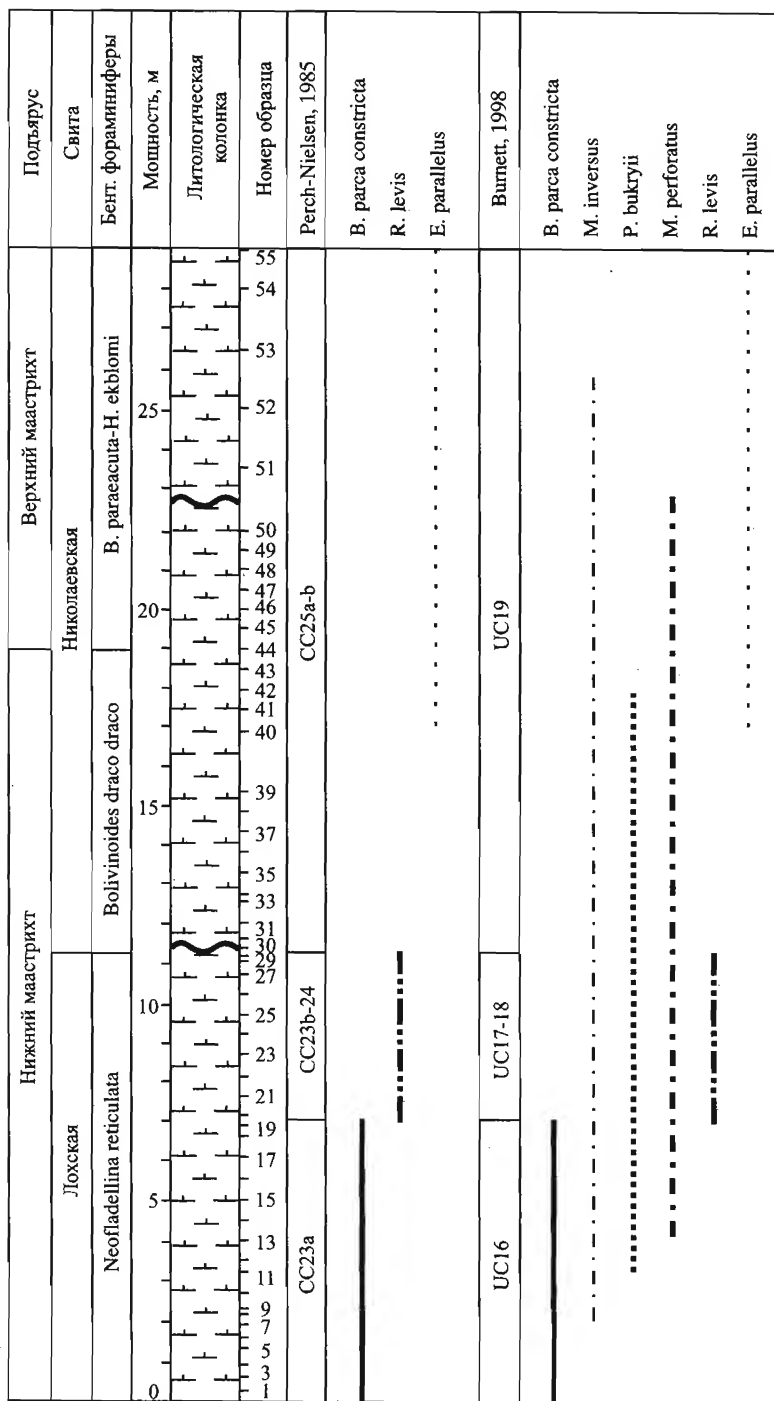 Подъярус
Свита
Бент. фораминиферы
Мощность, м
Литологическая
колонка
Номер образца
Perch-Nielsen, 1985
B. parca constricta
R. levis
E. parallelus
Burnett, 1998
B. parca constricta
M. inversus
P. bukryii
M. perforatus
R. levis
E. parallelus
Верхний маастрихт
Нижний маастрихт
Николаевская
Лохская
B. paraeacuta-H. ekblomi
Bolivinoides draco draco
Neofladellina reticulata
25
20
15
10
5
0
55
54
53
52
51
50
49
48
47
46
45
44
43
42
41
40
39
37
35
33
31
30
29
27
25
23
21
19
17
15
13
11
9
7
5
3
1
CC25a-b
CC23b-24
CC23a
UC19
UC17-18
UC16